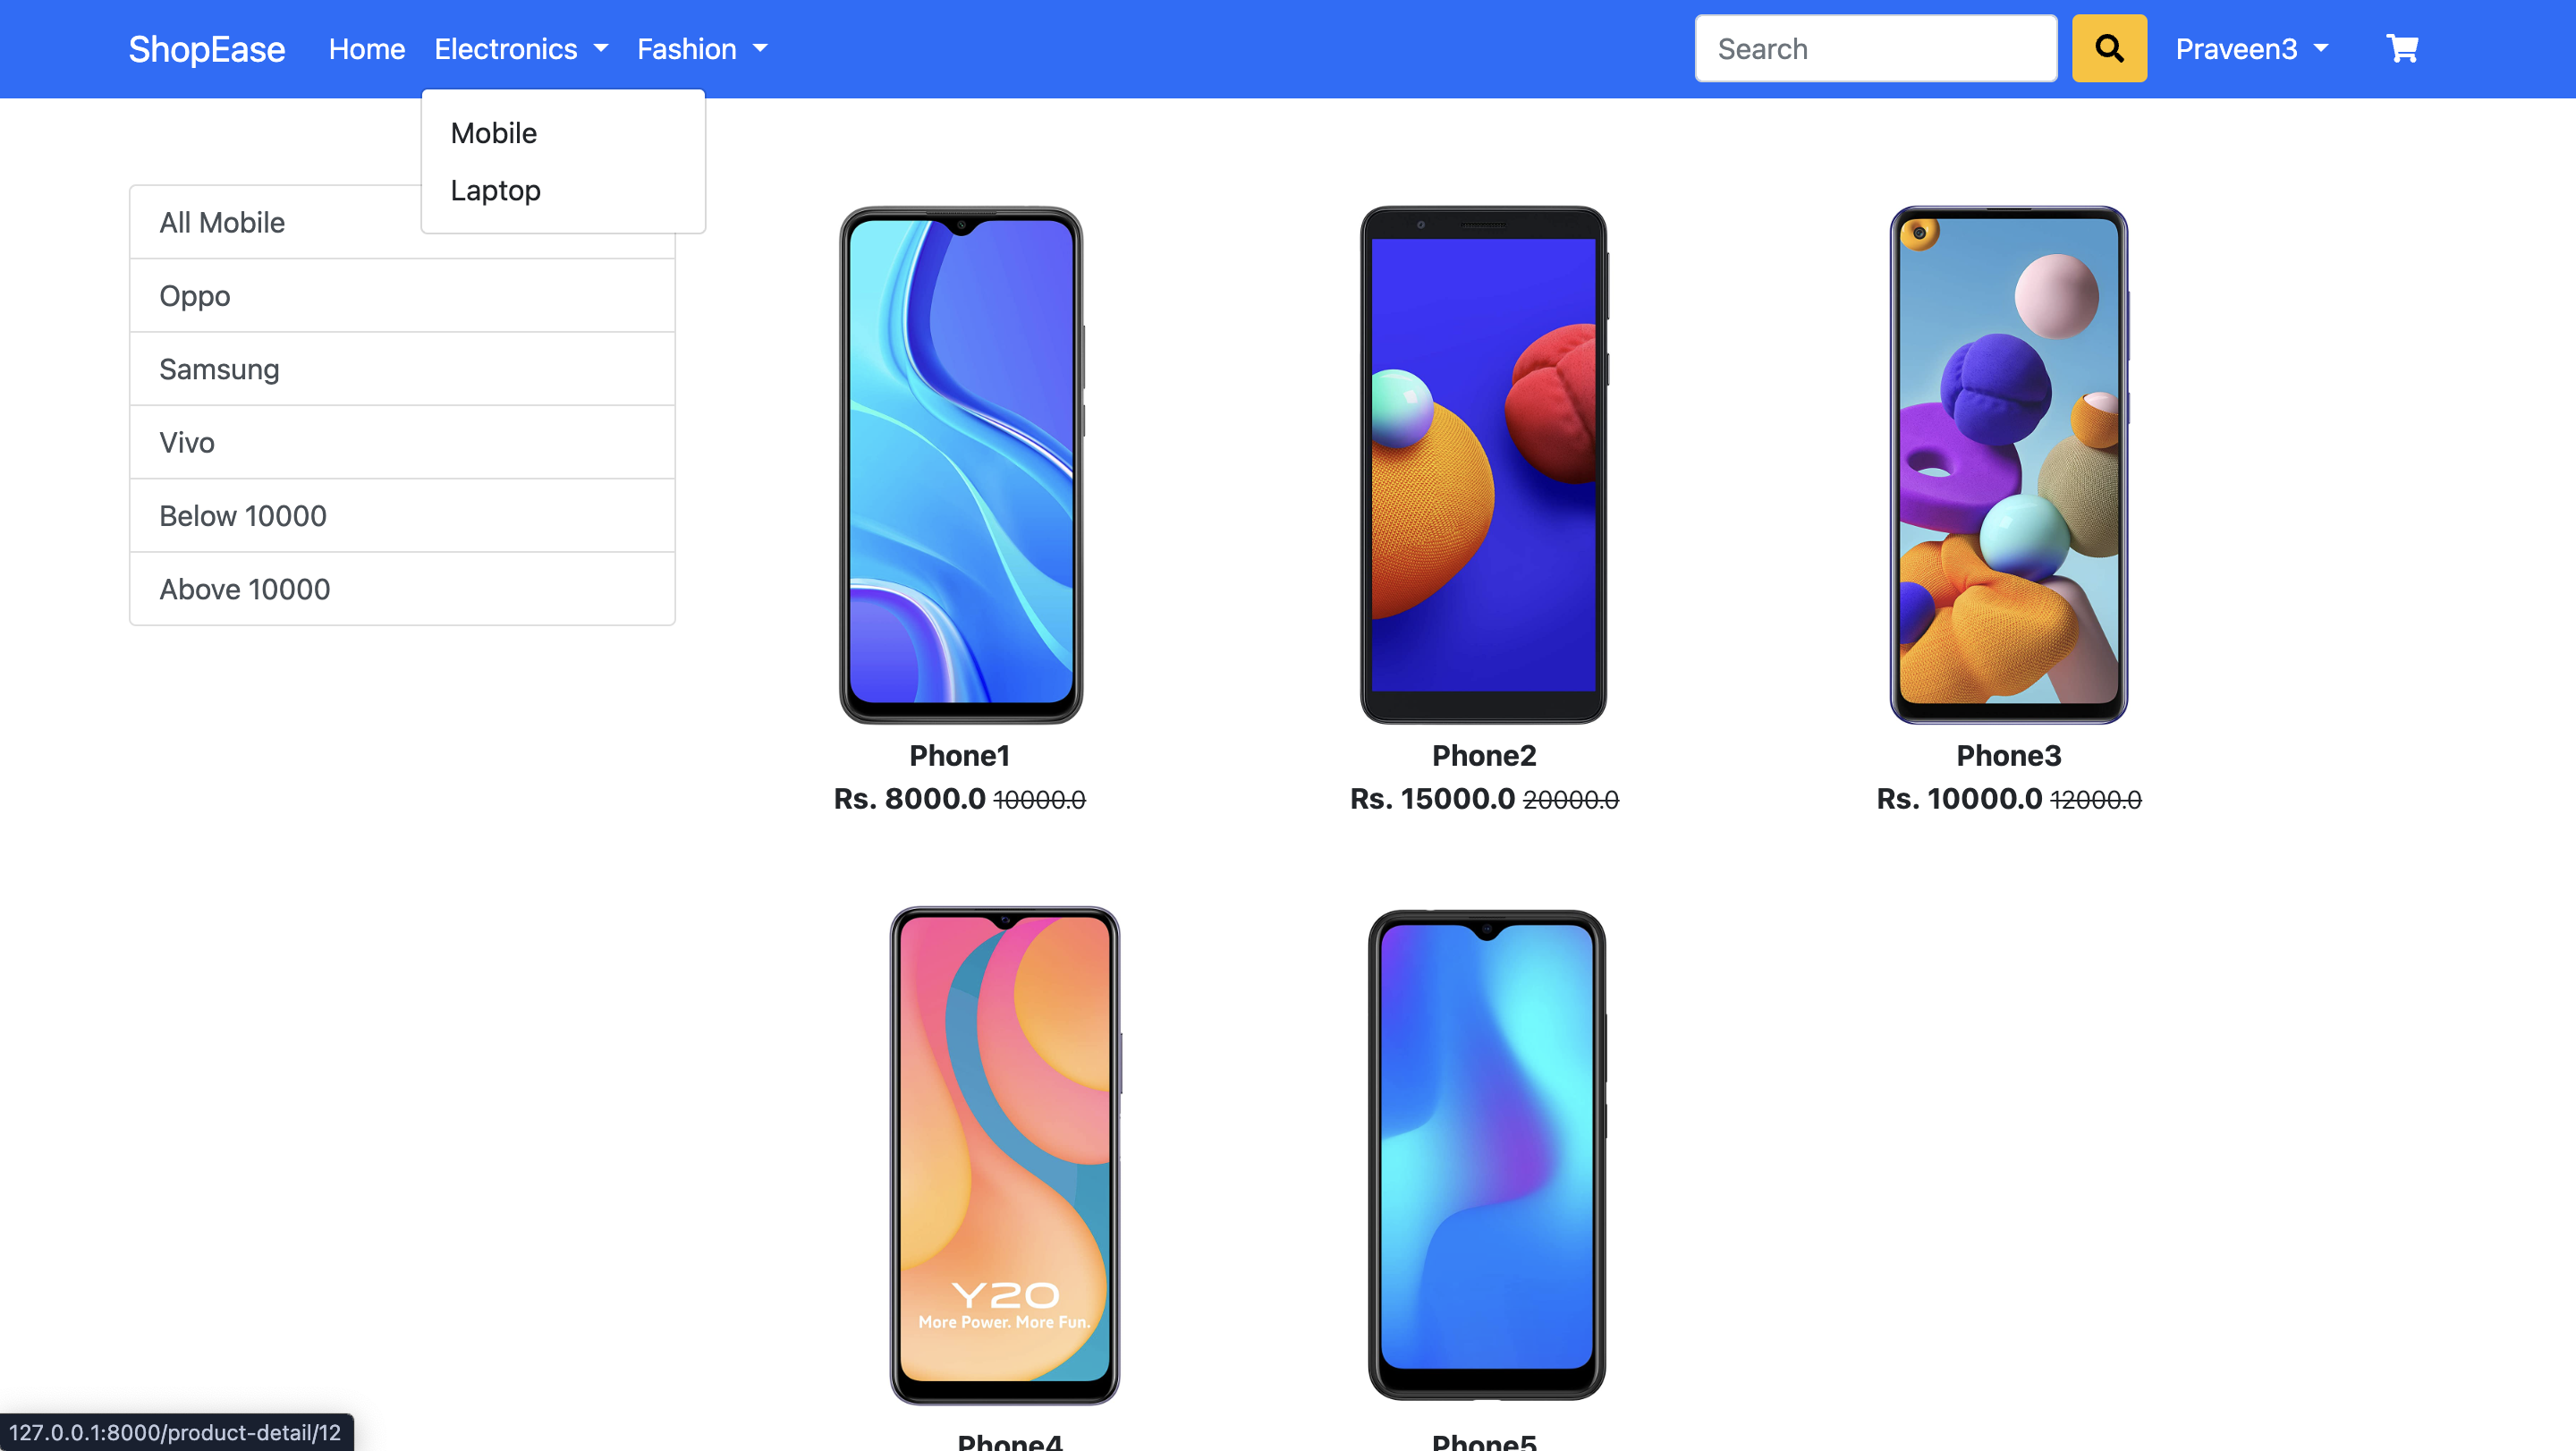 ShopEase Home Electronics Fashion Search Praveen3
Mobile
Laptop
All Mobile
Oppo
Samsung
Vivo
Below 10000
Above 10000
Phone1
Rs. 8000.0 10000.0
Phone2
Rs. 15000.0 20000.0
Phone3
Rs. 10000.0 12000.0
Y20
More Power. More Fun.
Phone4
Phone5
127.0.0.1:8000/product-detail/12